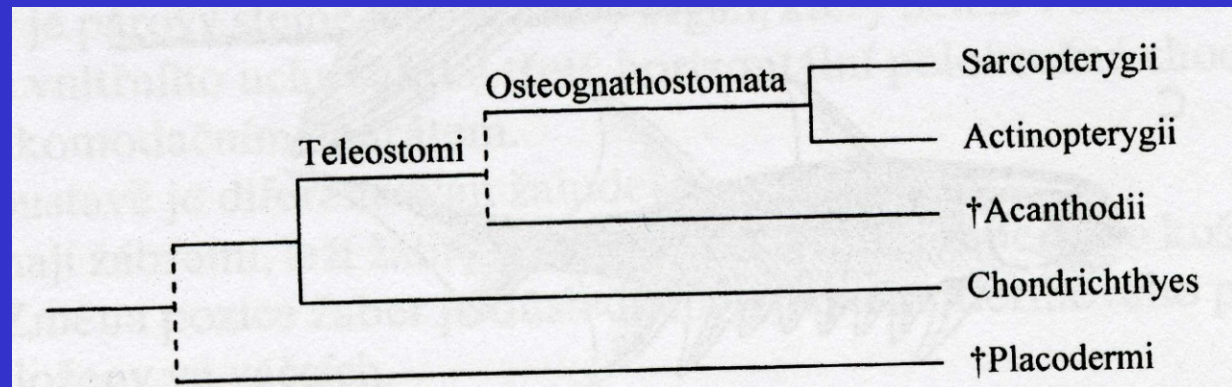 Sarcopterygii
Osteognathostomata
Actinopterygii
Teleostomi
†Acanthodii
Chondrichthyes
†Placodermi